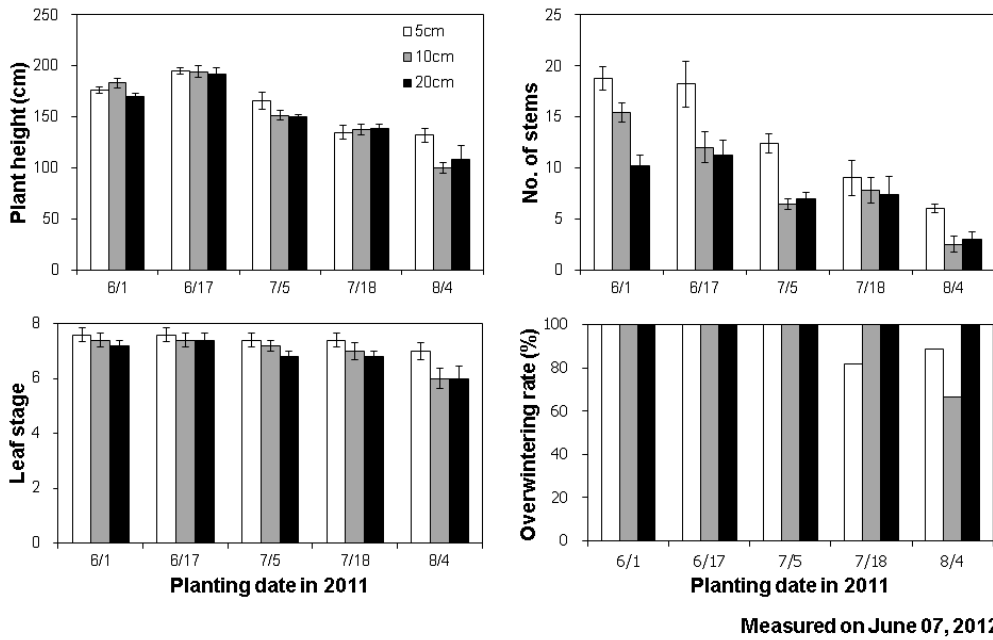 Plant height (cm)
250
200
150
100
50
0
5cm
10cm
20cm
6/1 6/17 7/5 7/18 8/4
No. of stems
25
20
15
10
5
0
6/1 6/17 7/5 7/18 8/4
Leaf stage
8
6
4
2
0
6/1 6/17 7/5 7/18 8/4
Planting date in 2011
Overwintering rate (%)
100
80
60
40
20
0
6/1 6/17 7/5 7/18 8/4
Planting date in 2011
Measured on June 07, 2012